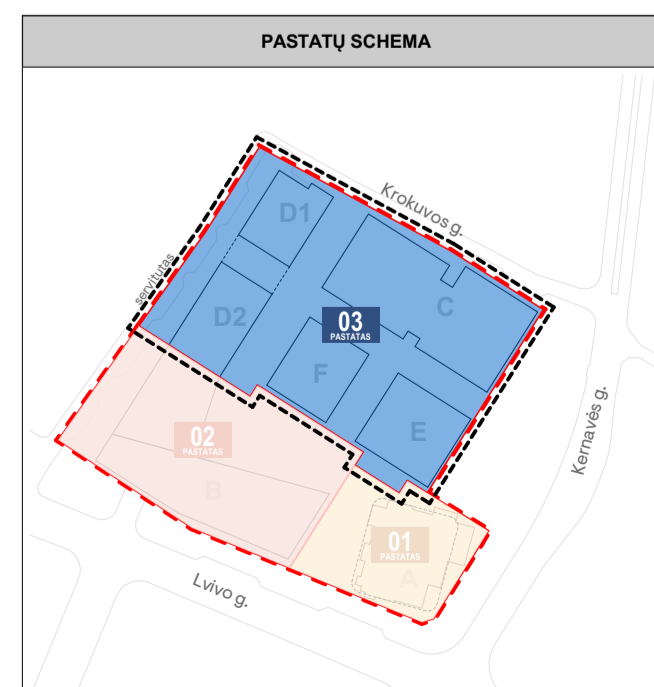 PASTATŲ SCHEMA
Krokuvos g.
D1
servitutas
C
D2
03
PASTATAS
F
Kernavės g.
E
02
PASTATAS
B
01
PASTATAS
A
Lvivo g.